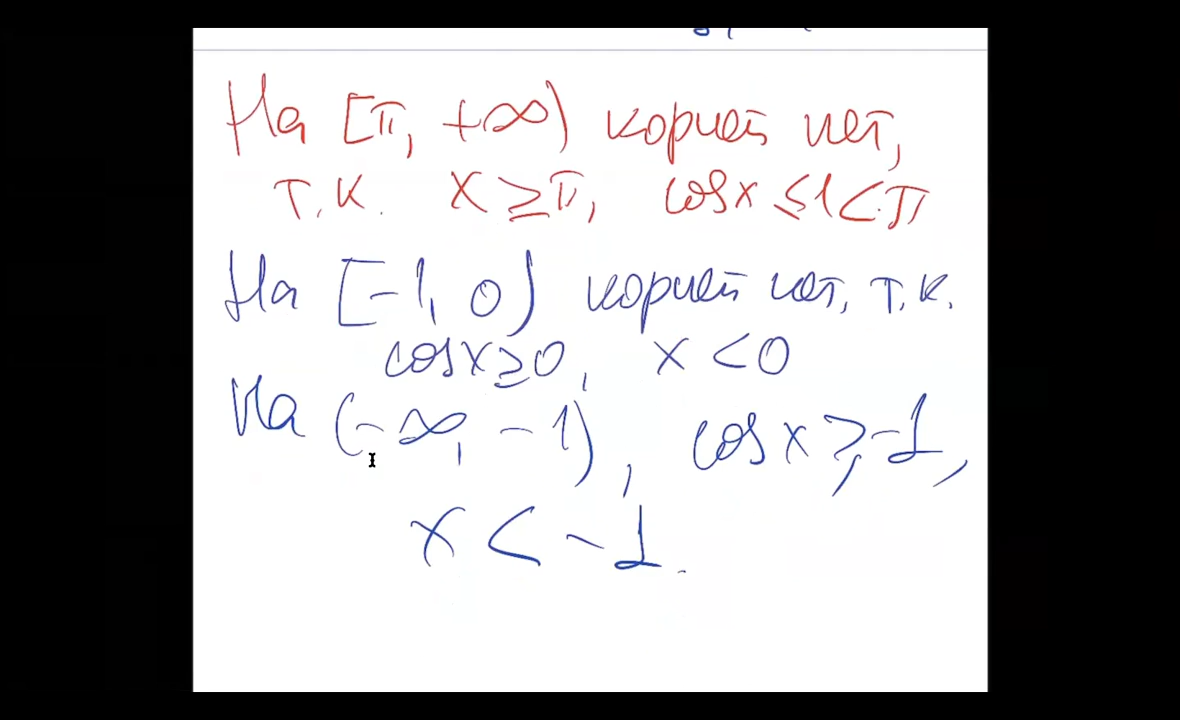 На [π, +∞) корней нет,
т.к. x ≥ π, cos x ≤ 1 < π
На [-1, 0) корней нет, т.к.
cos x ≥ 0, x < 0
На (-∞, -1), cos x ≥ -1,
x < -1.